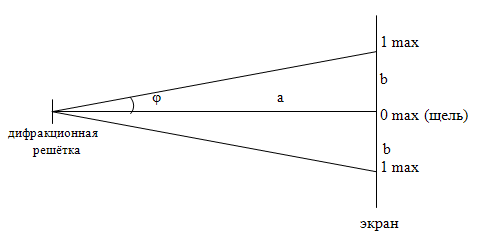 1 max
b
φ
a
0 max (щель)
дифракционная
решётка
b
1 max
экран